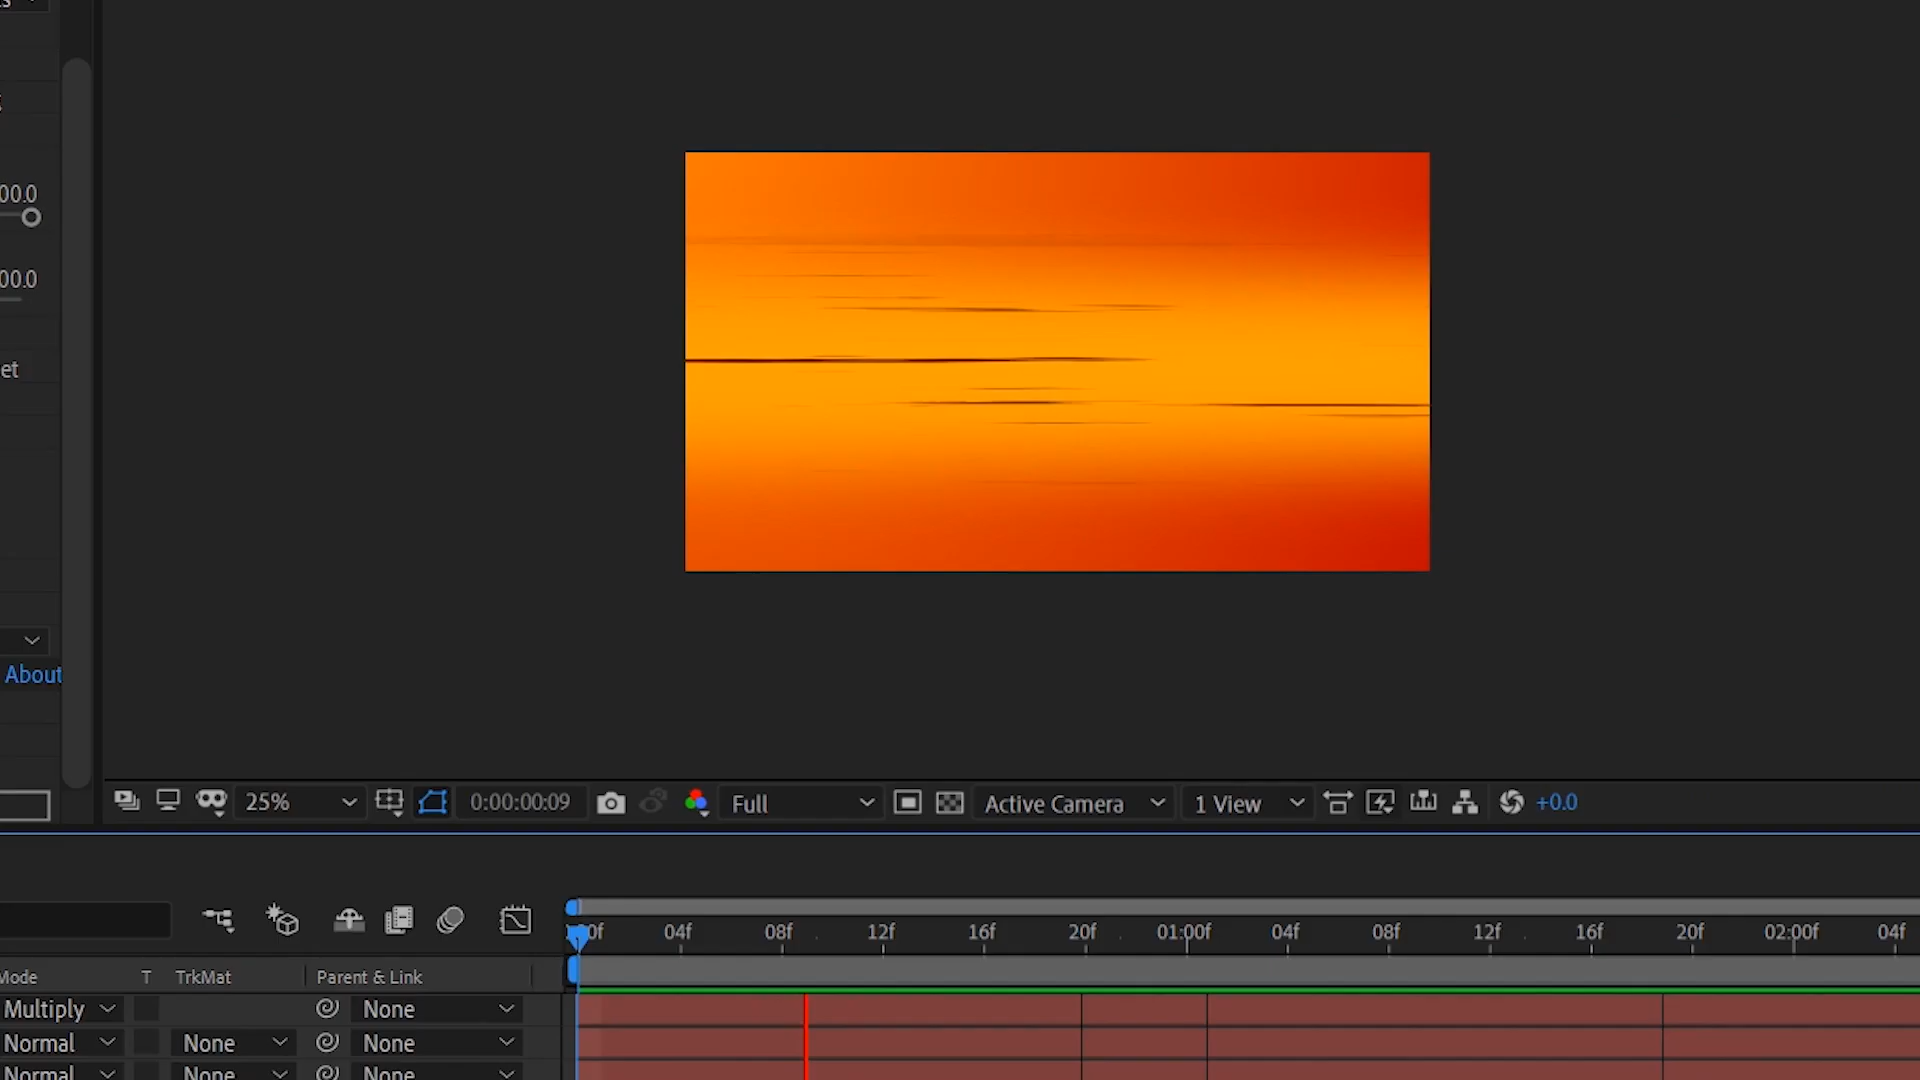 00.0
00.0
et
About
25%
0:00:00:09
Full
Active Camera
1 View
+0.0
04f 08f 12f 16f 20f 01:00f 04f 08f 12f 16f 20f 02:00f 04f
Mode T TrkMat Parent & Link
Multiply None
Normal None None
Normal None None